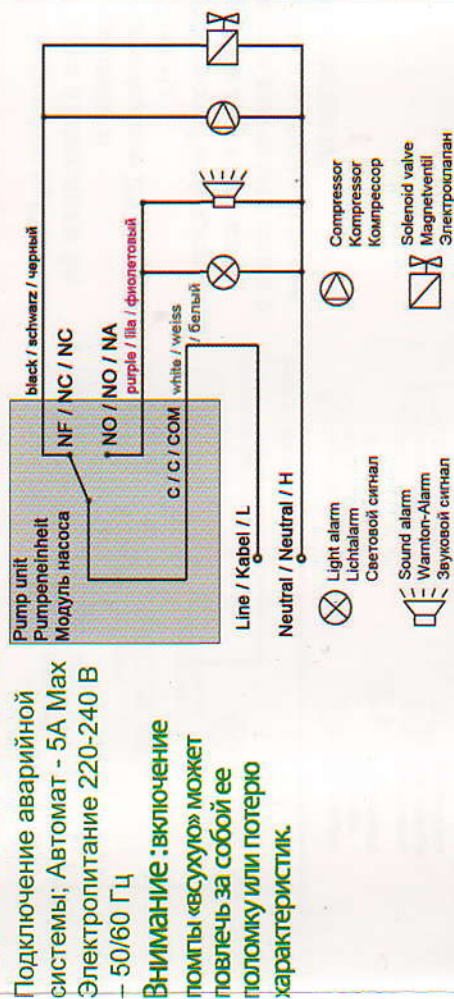 Подключение аварийной
системы; Автомат - 5А Мах
Электропитание 220-240 В
– 50/60 Гц
Внимание :включение
помпы «всухую» может
повлечь за собой ее
поломку или потерю
характеристик.
Pump unit
Pumpeneinheit
Модуль насоса
black / schwarz / черный
NF / NC / NC
NO / NO / NA
purple / lila / фиолетовый
C / C / COM
white / weiss
/ белый
Line / Kabel / L
Neutral / Neutral / H
Light alarm
Lichtalarm
Световой сигнал
Sound alarm
Warnton-Alarm
Звуковой сигнал
Compressor
Kompressor
Компрессор
Solenoid valve
Magnetventil
Электроклапан